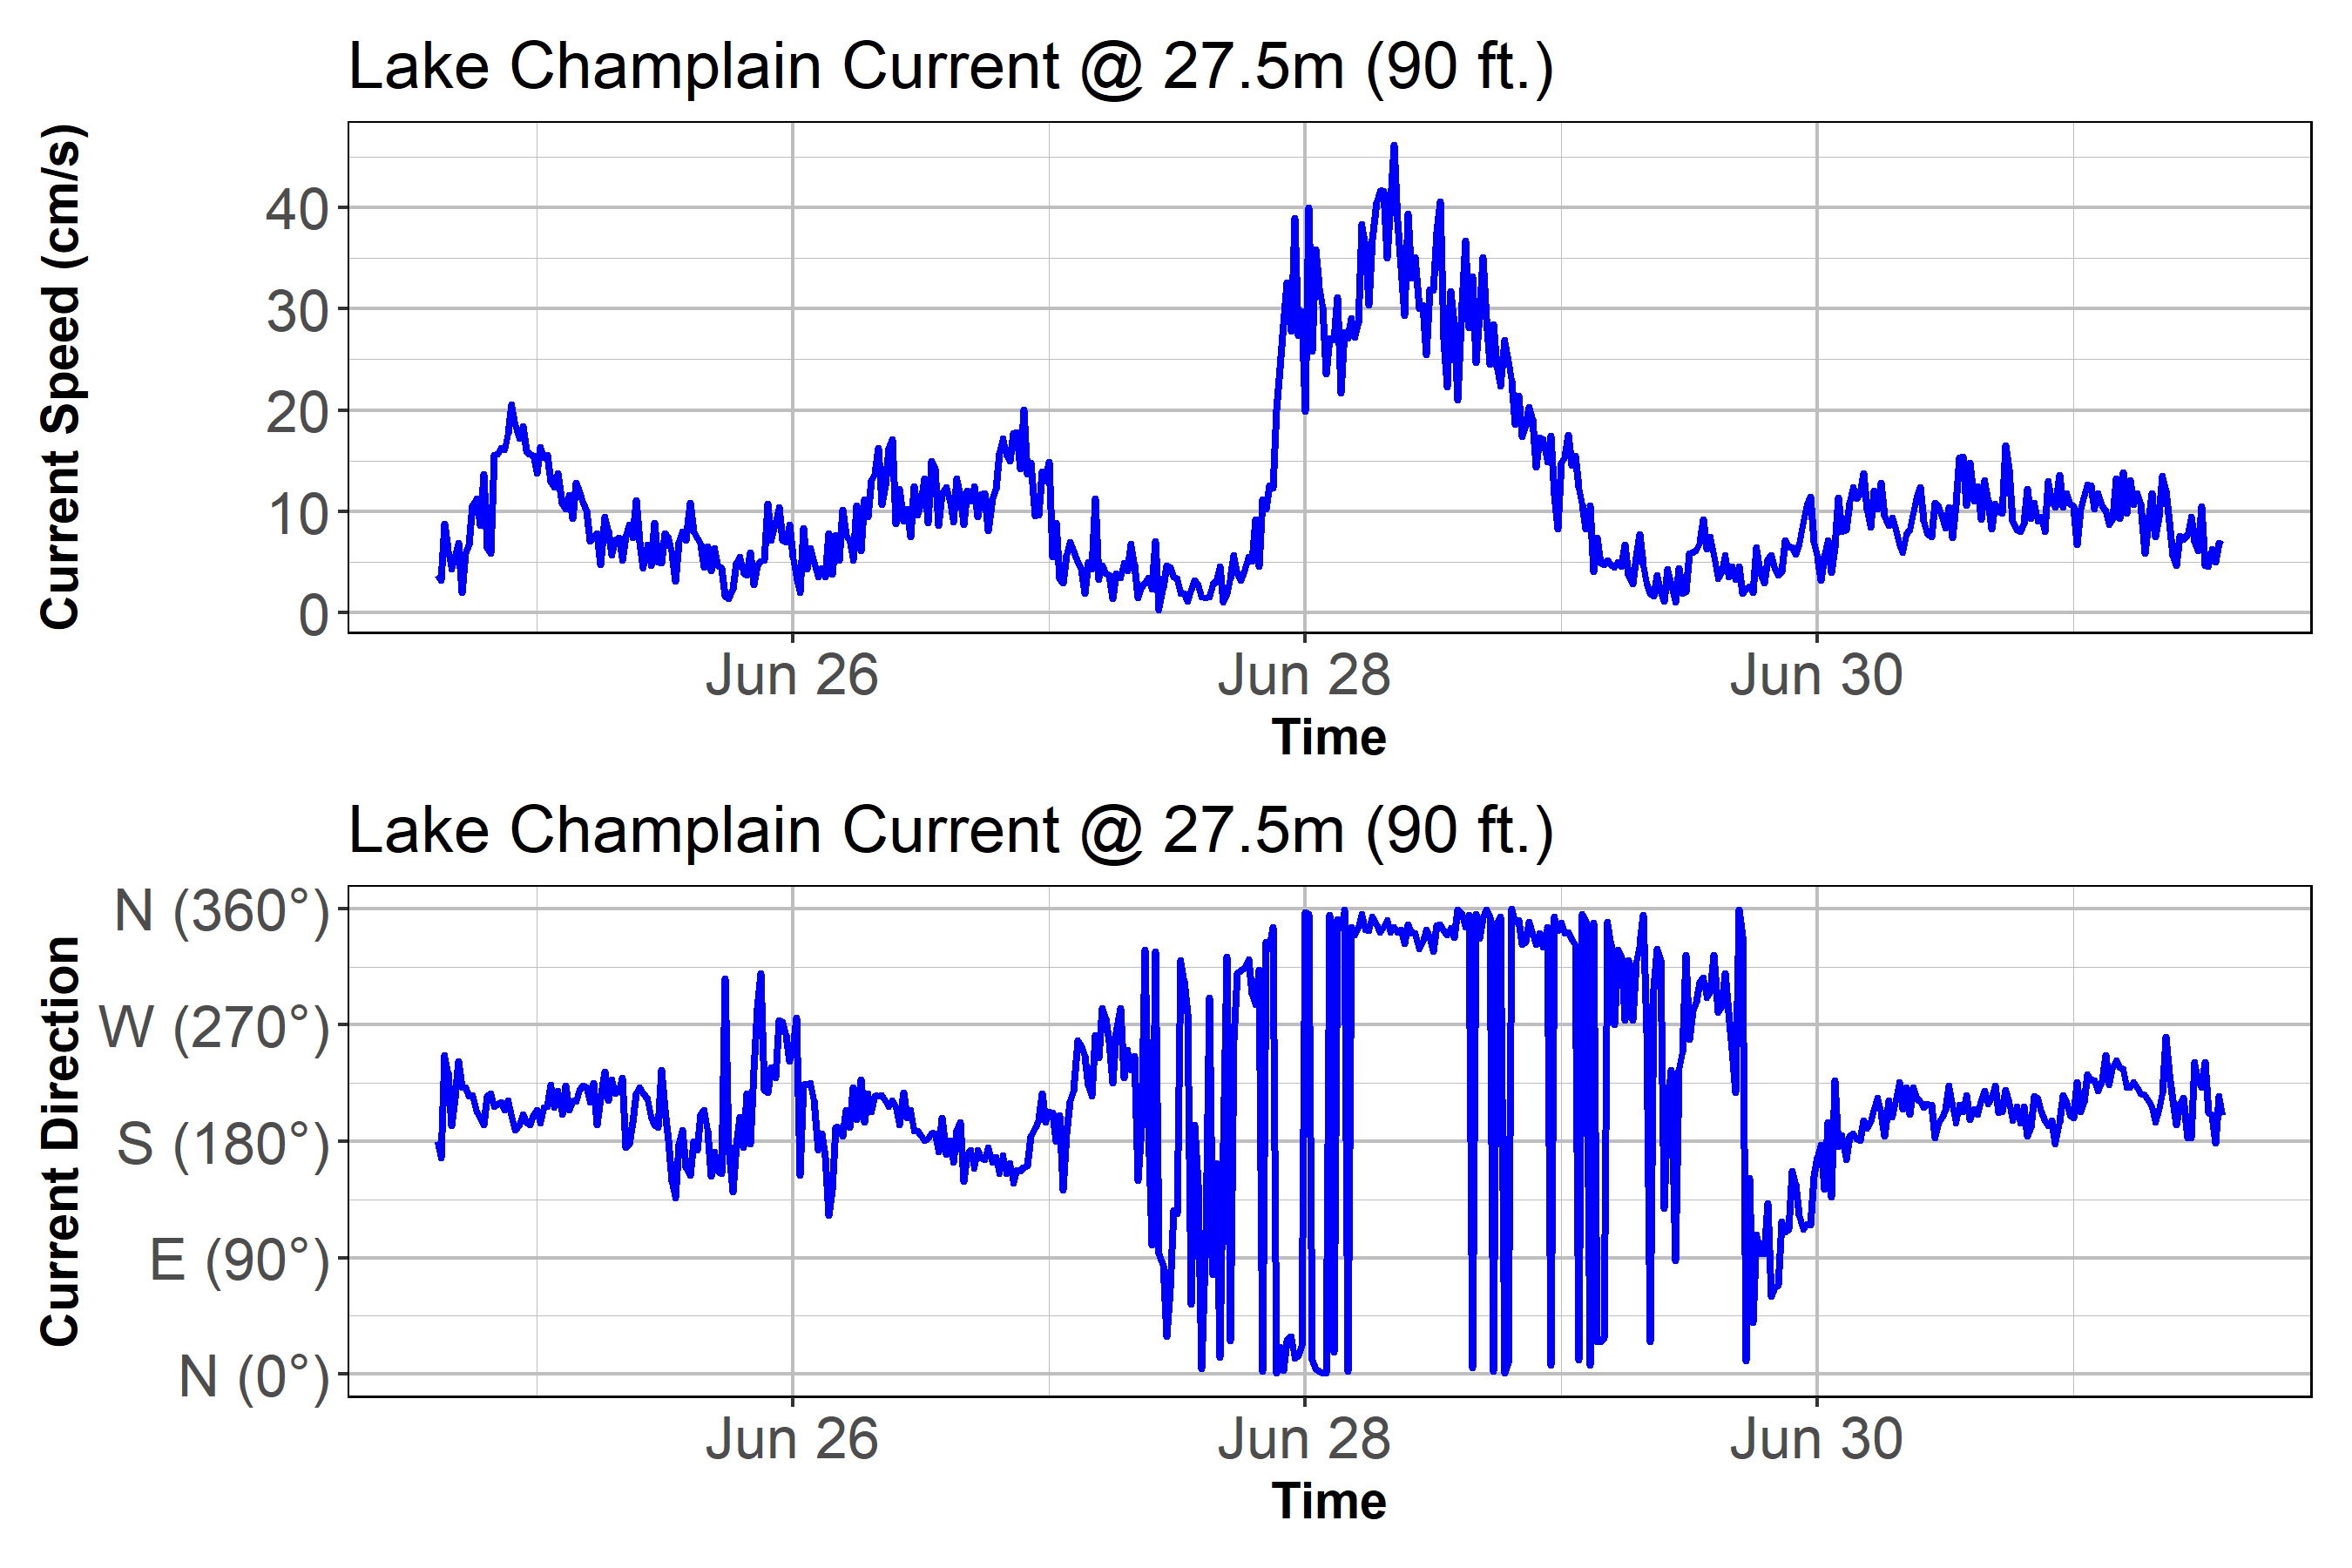 Lake Champlain Current @ 27.5m (90 ft.)
Current Speed (cm/s)
40
30
20
10
0
Jun 26 Jun 28 Jun 30
Time
Lake Champlain Current @ 27.5m (90 ft.)
Current Direction
N (360°)
W (270°)
S (180°)
E (90°)
N (0°)
Jun 26 Jun 28 Jun 30
Time